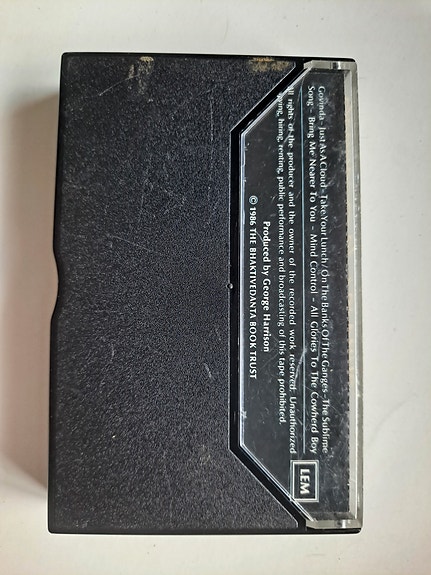 Govinda - Just As A Cloud - Take Your Lunch / On The Banks Of The Ganges - The Sublime
Song - Bring Me Nearer To You - Mind Control - All Glories To The Cowherd Boy
All rights of the producer and the owner of the recorded work reserved. Unauthorized
copying, hiring, renting, public performance and broadcasting of this tape prohibited.
Produced by George Harrison
© 1986 THE BHAKTIVEDANTA BOOK TRUST
LEM